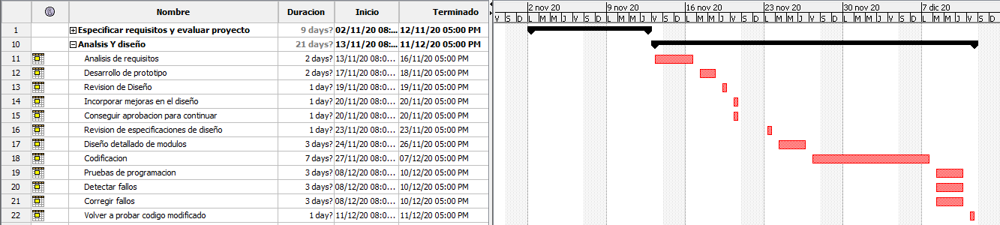 Nombre Duracion Inicio Terminado
2 nov 20 9 nov 20 16 nov 20 23 nov 20 30 nov 20 7 dic 20
V S D L M M J V S D L M M J V S D L M M J V S D L M M J V S D L M M J V S D L M M J V S D
1 Especificar requisitos y evaluar proyecto 9 days? 02/11/20 08:... 12/11/20 05:00 PM
10 Analsis Y diseño 21 days? 13/11/20 08:... 11/12/20 05:00 PM
11 Analisis de requisitos 2 days? 13/11/20 08:0... 16/11/20 05:00 PM
12 Desarrollo de prototipo 2 days? 17/11/20 08:0... 18/11/20 05:00 PM
13 Revision de Diseño 1 day? 19/11/20 08:0... 19/11/20 05:00 PM
14 Incorporar mejoras en el diseño 1 day? 20/11/20 08:0... 20/11/20 05:00 PM
15 Conseguir aprobacion para continuar 1 day? 20/11/20 08:0... 20/11/20 05:00 PM
16 Revision de especificaciones de diseño 1 day? 23/11/20 08:0... 23/11/20 05:00 PM
17 Diseño detallado de modulos 3 days? 24/11/20 08:0... 26/11/20 05:00 PM
18 Codificacion 7 days? 27/11/20 08:0... 07/12/20 05:00 PM
19 Pruebas de programacion 3 days? 08/12/20 08:0... 10/12/20 05:00 PM
20 Detectar fallos 3 days? 08/12/20 08:0... 10/12/20 05:00 PM
21 Corregir fallos 3 days? 08/12/20 08:0... 10/12/20 05:00 PM
22 Volver a probar codigo modificado 1 day? 11/12/20 08:0... 11/12/20 05:00 PM